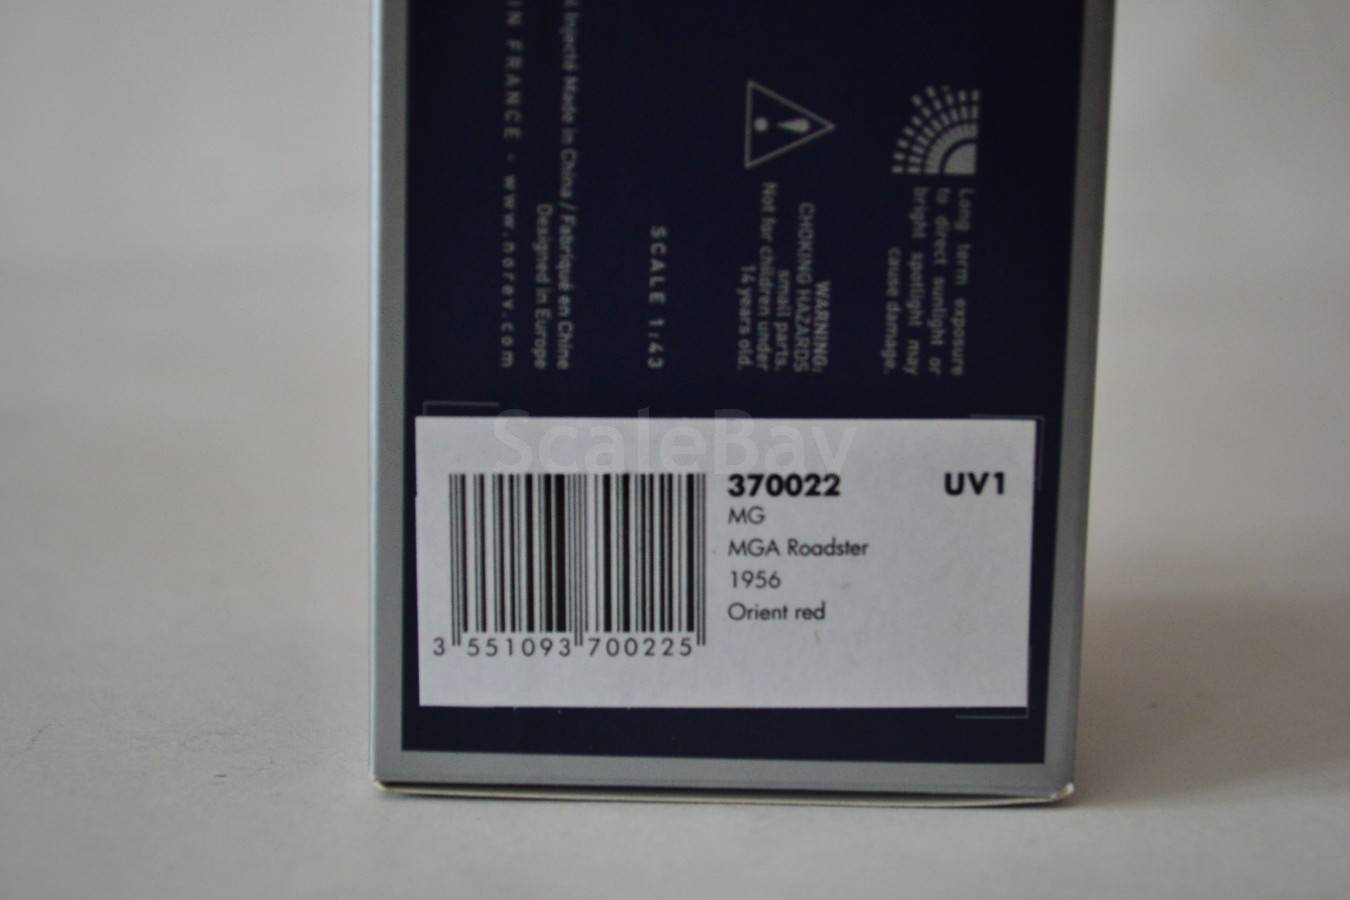 IN FRANCE - www.norev.com
Injecté Made in China / Fabriqué en Chine
Designed in Europe
SCALE 1:43
WARNING:
CHOKING HAZARDS
small parts.
Not for children under
14 years old.
Long term exposure
to direct sunlight or
bright spotlight may
cause damage.
ScaleBay
370022 UV1
MG
MGA Roadster
1956
Orient red
3 551093 700225